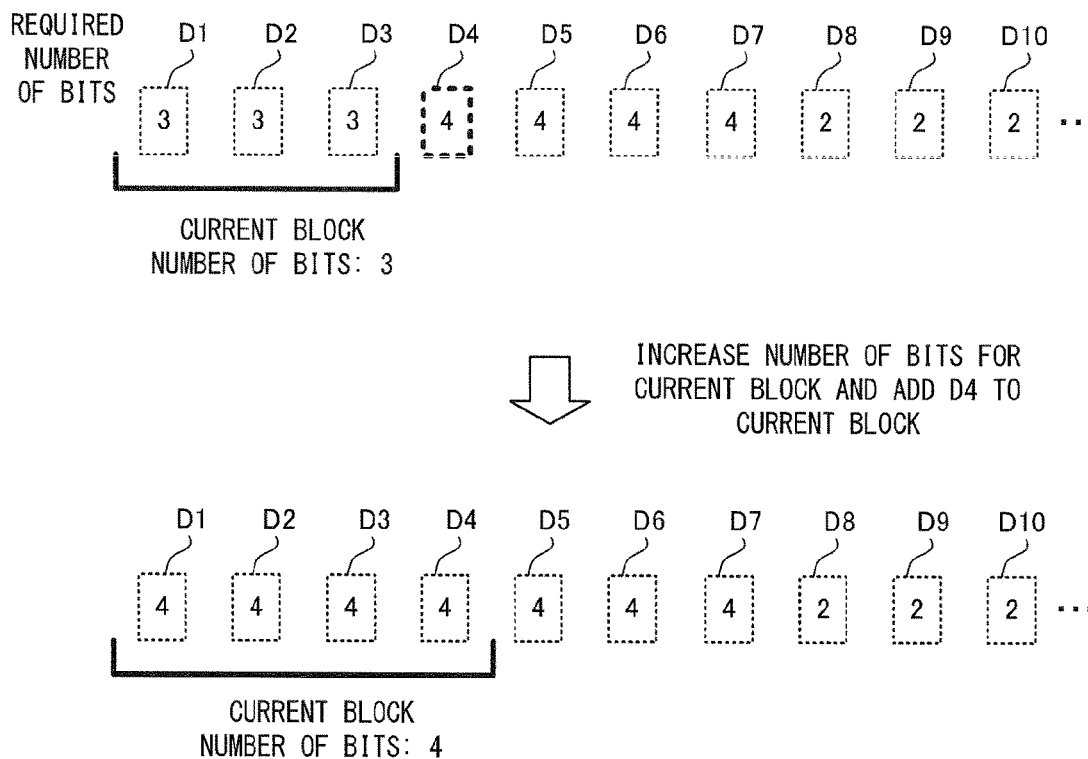 REQUIRED
NUMBER
OF BITS
D1 D2 D3 D4 D5 D6 D7 D8 D9 D10
3 3 3 4 4 4 4 2 2 2 ...
CURRENT BLOCK
NUMBER OF BITS: 3
INCREASE NUMBER OF BITS FOR
CURRENT BLOCK AND ADD D4 TO
CURRENT BLOCK
D1 D2 D3 D4 D5 D6 D7 D8 D9 D10
4 4 4 4 4 4 4 2 2 2 ...
CURRENT BLOCK
NUMBER OF BITS: 4